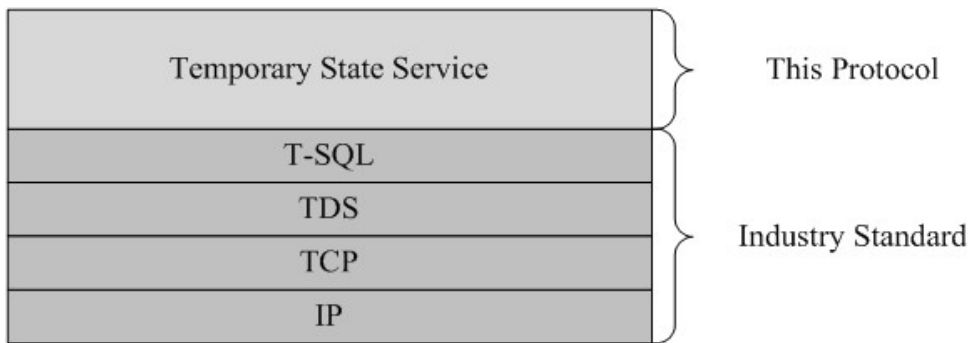 Temporary State Service
This Protocol
T-SQL
TDS
TCP
IP
Industry Standard